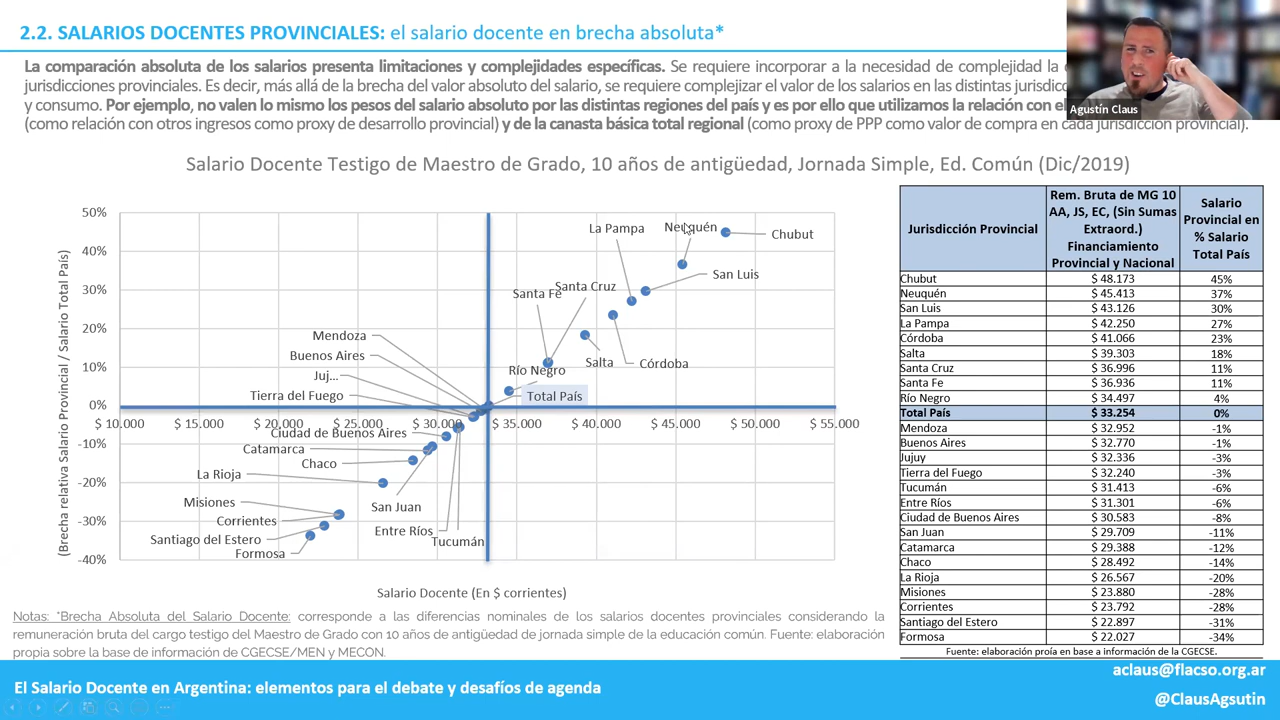 2.2. SALARIOS DOCENTES PROVINCIALES: el salario docente en brecha absoluta*
La comparación absoluta de los salarios presenta limitaciones y complejidades específicas. Se requiere incorporar a la necesidad de complejidad la
jurisdicciones provinciales. Es decir, más allá de la brecha del valor absoluto del salario, se requiere complejizar el valor de los salarios en las distintas
y consumo. Por ejemplo, no valen lo mismo los pesos del salario absoluto por las distintas regiones del país y es por ello que utilizamos la relación con el
(como relación con otros ingresos como proxy de desarrollo provincial) y de la canasta básica total regional (como proxy de PPP como valor de compra en cada jurisdicción provincial).
Agustín Claus
Salario Docente Testigo de Maestro de Grado, 10 años de antigüedad, Jornada Simple, Ed. Común (Dic/2019)
(Brecha relativa Salario Provincial / Salario Total País)
50%
40%
30%
20%
10%
0%
-10%
-20%
-30%
-40%
$ 10.000
$ 15.000
$ 20.000
$ 25.000
$ 30.000
$ 35.000
$ 40.000
$ 45.000
$ 50.000
$ 55.000
La Pampa
Neuquén
Chubut
San Luis
Santa Cruz
Santa Fe
Mendoza
Buenos Aires
Juj...
Tierra del Fuego
Salta
Córdoba
Río Negro
Total País
Ciudad de Buenos Aires
Catamarca
Chaco
La Rioja
Misiones
Corrientes
Santiago del Estero
Formosa
San Juan
Entre Ríos
Tucumán
Salario Docente (En $ corrientes)
Jurisdicción Provincial
Rem. Bruta de MG 10
AA, JS, EC, (Sin Sumas
Extraord.)
Financiamiento
Provincial y Nacional
Salario
Provincial en
% Salario
Total País
Chubut $ 48.173 45%
Neuquén $ 45.413 37%
San Luis $ 43.126 30%
La Pampa $ 42.250 27%
Córdoba $ 41.066 23%
Salta $ 39.303 18%
Santa Cruz $ 36.996 11%
Santa Fe $ 36.936 11%
Río Negro $ 34.497 4%
Total País $ 33.254 0%
Mendoza $ 32.952 -1%
Buenos Aires $ 32.770 -1%
Jujuy $ 32.336 -3%
Tierra del Fuego $ 32.240 -3%
Tucumán $ 31.413 -6%
Entre Ríos $ 31.301 -6%
Ciudad de Buenos Aires $ 30.583 -8%
San Juan $ 29.709 -11%
Catamarca $ 29.388 -12%
Chaco $ 28.492 -14%
La Rioja $ 26.567 -20%
Misiones $ 23.880 -28%
Corrientes $ 23.792 -28%
Santiago del Estero $ 22.897 -31%
Formosa $ 22.027 -34%
Fuente: elaboración proía en base a información de la CGECSE.
Notas: *Brecha Absoluta del Salario Docente: corresponde a las diferencias nominales de los salarios docentes provinciales considerando la
remuneración bruta del cargo testigo del Maestro de Grado con 10 años de antigüedad de jornada simple de la educación común. Fuente: elaboración
propia sobre la base de información de CGECSE/MEN y MECON.
El Salario Docente en Argentina: elementos para el debate y desafíos de agenda
aclaus@flacso.org.ar
@ClausAgsutin